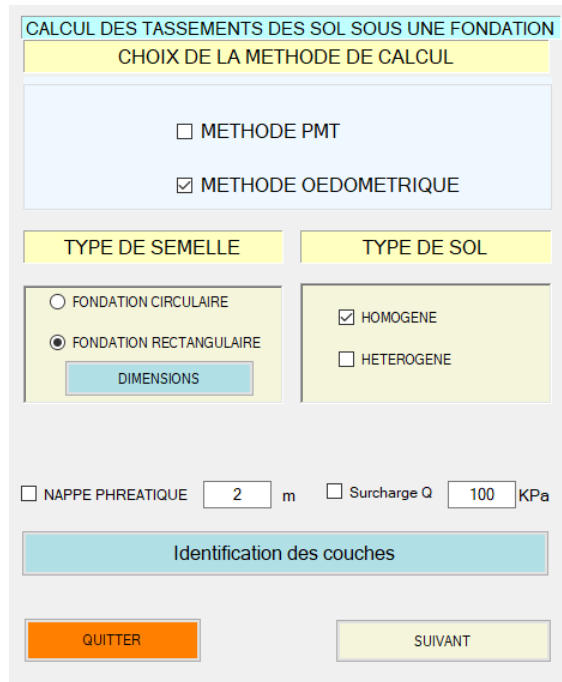 CALCUL DES TASSEMENTS DES SOL SOUS UNE FONDATION
CHOIX DE LA METHODE DE CALCUL
METHODE PMT
METHODE OEDOMETRIQUE
TYPE DE SEMELLE
TYPE DE SOL
FONDATION CIRCULAIRE
FONDATION RECTANGULAIRE
DIMENSIONS
HOMOGENE
HETEROGENE
NAPPE PHREATIQUE 2 m Surcharge Q 100 KPa
Identification des couches
QUITTER
SUIVANT